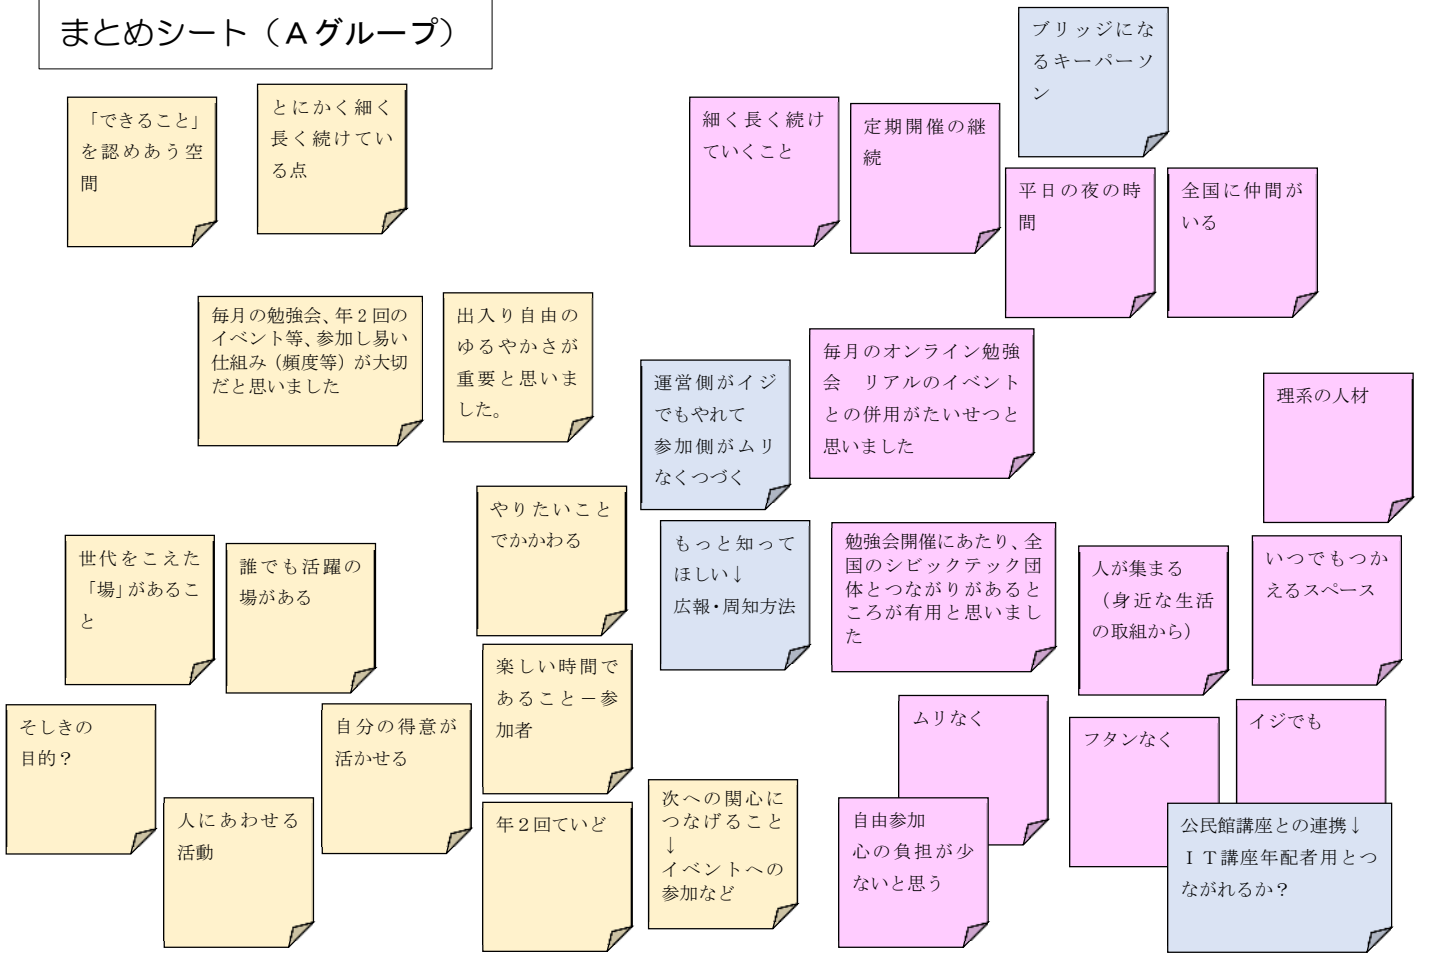 まとめシート（Ａグループ）
「できること」
を認めあう空
間
とにかく細く
長く続けてい
る点
細く長く続け
ていくこと
定期開催の継
続
ブリッジにな
るキーパーソ
ン
平日の夜の時
間
全国に仲間が
いる
毎月の勉強会、年２回の
イベント等、参加し易い
仕組み（頻度等）が大切
だと思いました
出入り自由の
ゆるやかさが
重要と思いま
した。
運営側がイジ
でもやれて
参加側がムリ
なくつづく
毎月のオンライン勉強
会　リアルのイベント
との併用がたいせつと
思いました
理系の人材
やりたいこと
でかかわる
世代をこえた
「場」があるこ
と
誰でも活躍の
場がある
もっと知って
ほしい↓
広報・周知方法
勉強会開催にあたり、全
国のシビックテック団
体とつながりがあると
ころが有用と思いまし
た
人が集まる
（身近な生活
の取組から）
いつでもつか
えるスペース
楽しい時間で
あること－参
加者
そしきの
目的？
自分の得意が
活かせる
人にあわせる
活動
年２回ていど
次への関心に
つなげること
↓
イベントへの
参加など
ムリなく
自由参加
心の負担が少
ないと思う
フタンなく
イジでも
公民館講座との連携↓
ＩＴ講座年配者用とつ
ながれるか？